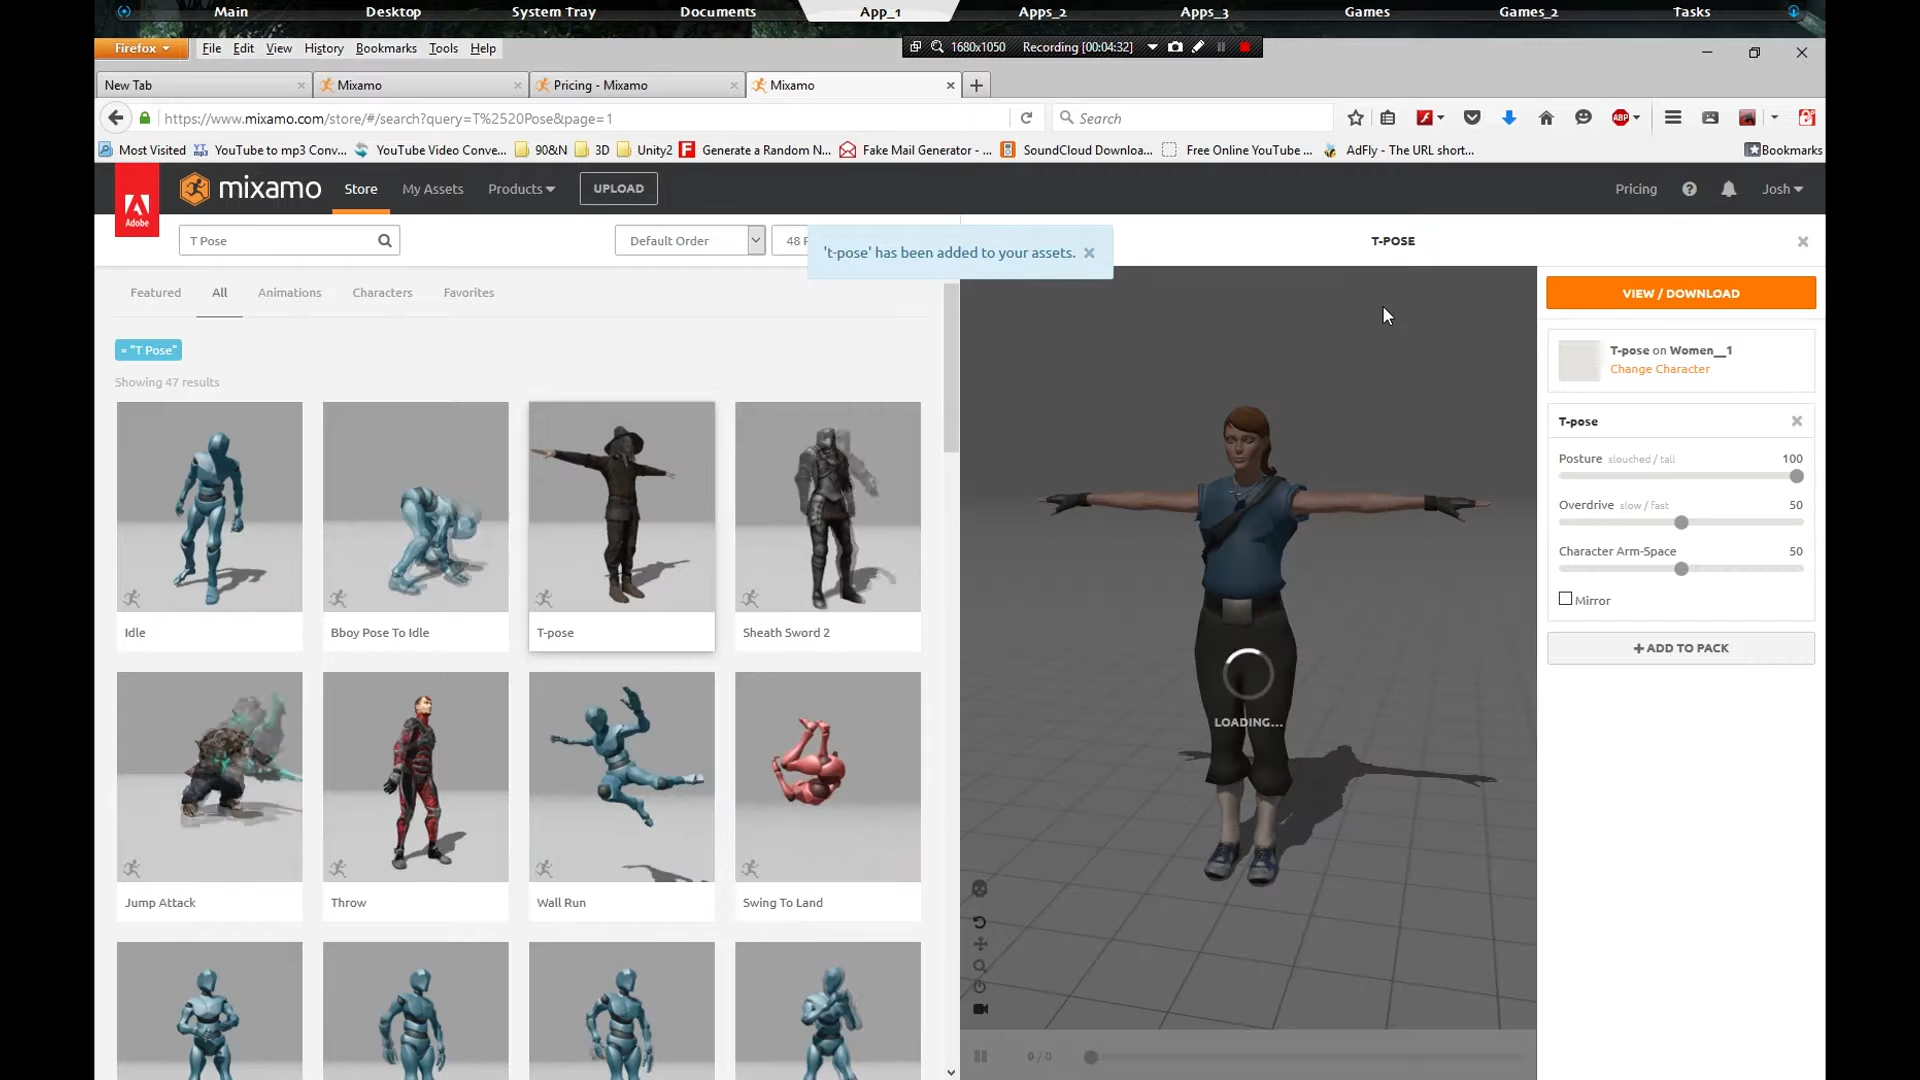 Main Desktop System Tray Documents App_1 Apps_2 Apps_3 Games Games_2 Tasks
Firefox File Edit View History Bookmarks Tools Help 1680x1050 Recording [00:04:32]
New Tab Mixamo Pricing - Mixamo Mixamo
https://www.mixamo.com/store/#/search?query=T%2520Pose&page=1 Search ABP
Most Visited YouTube to mp3 Conv... YouTube Video Conve... 90&N 3D Unity2 Generate a Random N... Fake Mail Generator - ... SoundCloud Downloa... Free Online YouTube ... AdFly - The URL short... Bookmarks
Adobe mixamo Store My Assets Products UPLOAD Pricing Josh
T Pose Default Order 48 't-pose' has been added to your assets. T-POSE
Featured All Animations Characters Favorites VIEW / DOWNLOAD
× "T Pose" T-pose on Women__1
Change Character
Showing 47 results
T-pose
Posture slouched / tall 100
Overdrive slow / fast 50
Character Arm-Space 50
Mirror
Idle Bboy Pose To Idle T-pose Sheath Sword 2
+ ADD TO PACK
LOADING...
Jump Attack Throw Wall Run Swing To Land
0 / 0